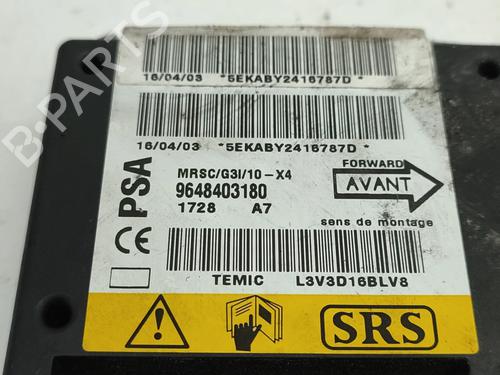 16/04/03 *5EKABY2416787D*
16/04/03 *5EKABY2416787D*
PSA
MRSC/G3I/10-X4
9648403180
1728 A7
FORWARD
AVANT
sens de montage
CE
TEMIC L3V3D16BLV8
SRS
B-PARTS